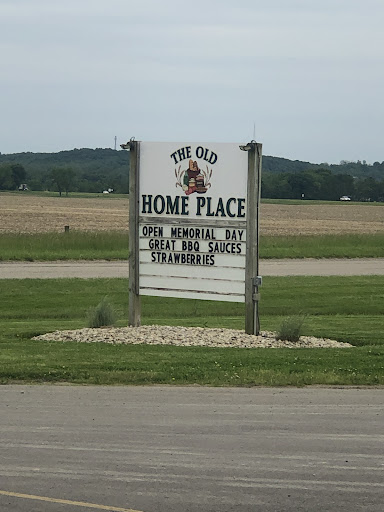 THE OLD
HOME PLACE
OPEN MEMORIAL DAY
GREAT BBQ SAUCES
STRAWBERRIES